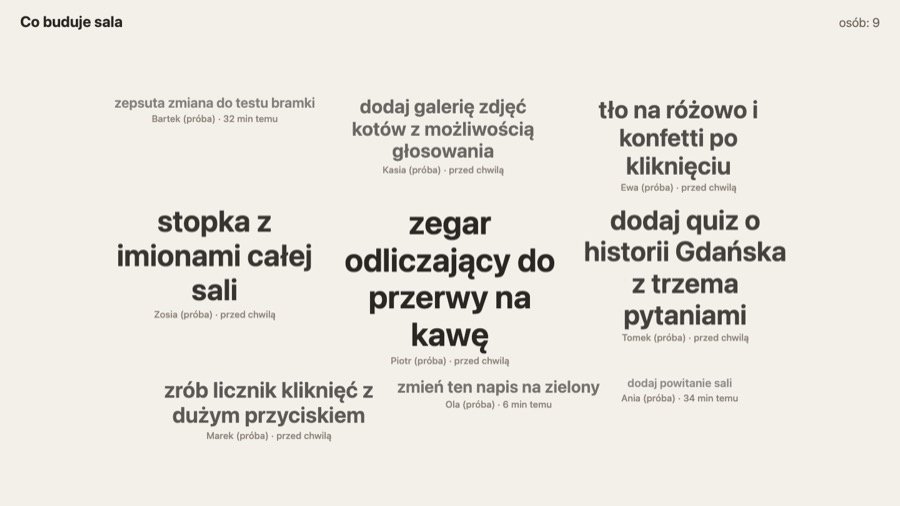 Co buduje sala
osób: 9
zepsuta zmiana do testu bramki
Bartek (próba) · 32 min temu
dodaj galerię zdjęć
kotów z możliwością
głosowania
Kasia (próba) · przed chwilą
tło na różowo i
konfetti po
kliknięciu
Ewa (próba) · przed chwilą
stopka z
imionami całej
sali
Zosia (próba) · przed chwilą
zegar
odliczający do
przerwy na
kawę
Piotr (próba) · przed chwilą
dodaj quiz o
historii Gdańska
z trzema
pytaniami
Tomek (próba) · przed chwilą
zrób licznik kliknięć z
dużym przyciskiem
Marek (próba) · przed chwilą
zmień ten napis na zielony
Ola (próba) · 6 min temu
dodaj powitanie sali
Ania (próba) · 34 min temu